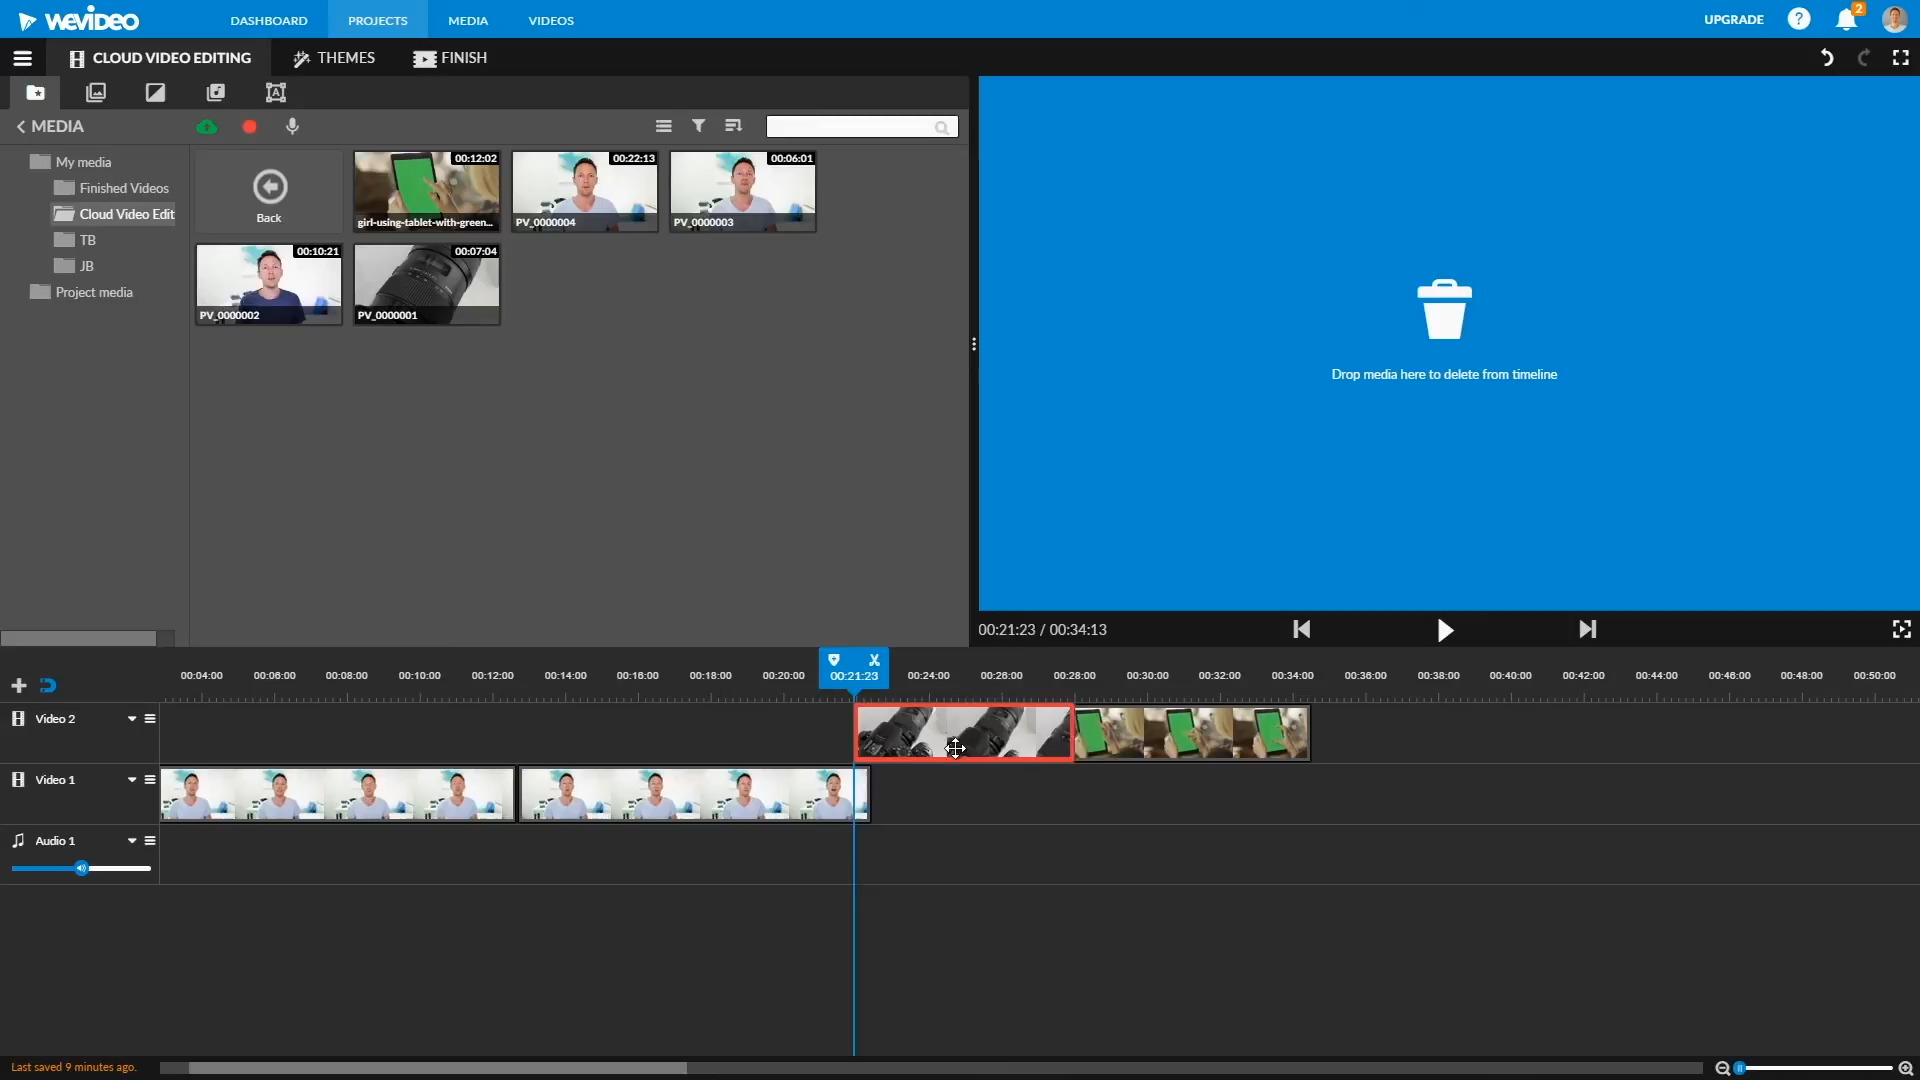 WEVIDEO
DASHBOARD PROJECTS MEDIA VIDEOS UPGRADE 2
CLOUD VIDEO EDITING THEMES FINISH
MEDIA
My media
Finished Videos
Cloud Video Edit
TB
JB
Project media
Back
00:12:02
girl-using-tablet-with-green...
00:22:13
PV_0000004
00:06:01
PV_0000003
00:10:21
PV_0000002
00:07:04
PV_0000001
Drop media here to delete from timeline
00:21:23 / 00:34:13
00:04:00 00:06:00 00:08:00 00:10:00 00:12:00 00:14:00 00:16:00 00:18:00 00:20:00 00:21:23 00:24:00 00:26:00 00:28:00 00:30:00 00:32:00 00:34:00 00:36:00 00:38:00 00:40:00 00:42:00 00:44:00 00:46:00 00:48:00 00:50:00
Video 2
Video 1
Audio 1
Last saved 9 minutes ago.